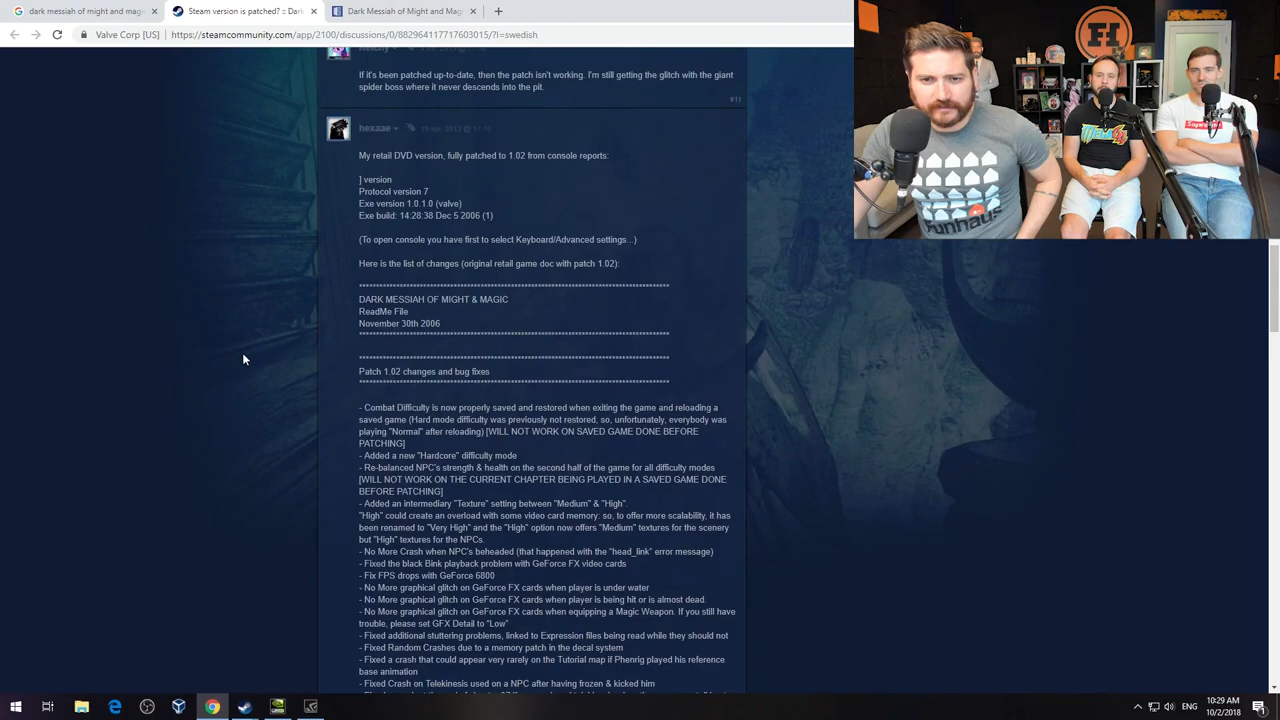 Dark messiah of might and magic
Dark Steam version is "tuned?"
Dark messiah of might and magic
Valve Corp [US] | https://steamcommunity.com/app/2100/discussions/0/882964117717603015/?l=swedish
If it's been patched up-to-date, then the patch isn't working. I'm still getting the glitch with the giant
spider boss where it never descends into the pit.
#11
hexaae
My retail DVD version, fully patched to 1.02 from console reports:
] version
Protocol version 7
Exe version 1.0.1.0 (valve)
Exe build: 14:28:38 Dec 5 2006 (1)
(To open console you have first to select Keyboard/Advanced settings...)
Here is the list of changes (original retail game doc with patch 1.02):
DARK MESSIAH OF MIGHT & MAGIC
ReadMe File
November 30th 2006
Patch 1.02 changes and bug fixes
- Combat Difficulty is now properly saved and restored when exiting the game and reloading a
saved game (Hard mode difficulty was previously not restored, so, unfortunately, everybody was
playing "Normal" after reloading) [WILL NOT WORK ON SAVED GAME DONE BEFORE
PATCHING]
- Added a new "Hardcore" difficulty mode
- Re-balanced NPC's strength & health on the second half of the game for all difficulty modes
[WILL NOT WORK ON THE CURRENT CHAPTER BEING PLAYED IN A SAVED GAME DONE
BEFORE PATCHING]
- Added an intermediary "Texture" setting between "Medium" & "High".
"High" could create an overload with some video card memory: so, to offer more scalability, it has
been renamed to "Very High" and the "High" option now offers "Medium" textures for the scenery
but "High" textures for the NPCs.
- No More Crash when NPC's beheaded (that happened with the "head_link" error message)
- Fixed the black Bink playback problem with GeForce FX video cards
- Fix FPS drops with GeForce 6800
- No More graphical glitch on GeForce FX cards when player is under water
- No More graphical glitch on GeForce FX cards when player is being hit or is almost dead.
- No More graphical glitch on GeForce FX cards when equipping a Magic Weapon. If you still have
trouble, please set GFX Detail to "Low"
- Fixed additional stuttering problems, linked to Expression files being read while they should not
- Fixed Random Crashes due to a memory patch in the decal system
- Fixed a crash that could appear very rarely on the Tutorial map if Phenrig played his reference
base animation
- Fixed Crash on Telekinesis used on a NPC after having frozen & kicked him
Supreme
funhaus
10:29 AM
10/2/2018